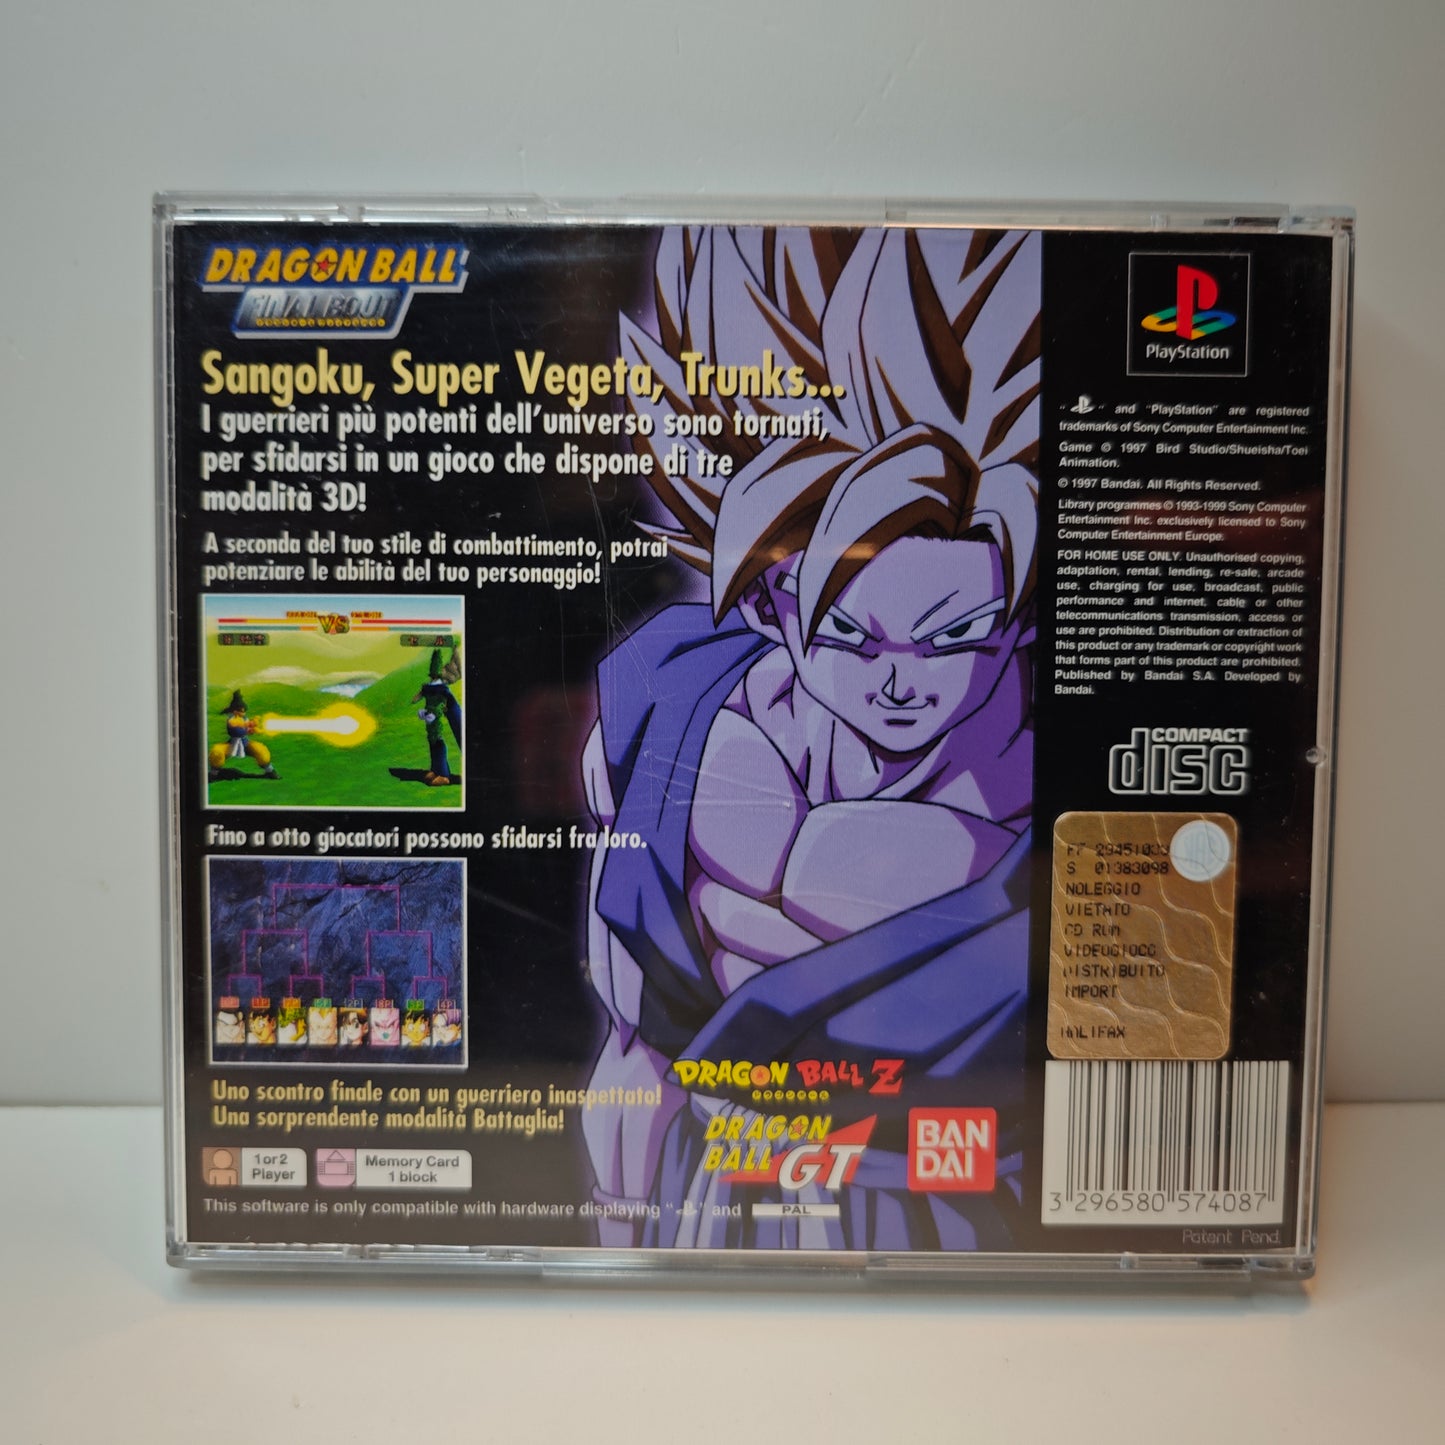 DRAGON BALL
FINAL BOUT
Sangoku, Super Vegeta, Trunks...
I guerrieri più potenti dell'universo sono tornati,
per sfidarsi in un gioco che dispone di tre
modalità 3D!
A seconda del tuo stile di combattimento, potrai
potenziare le abilità del tuo personaggio!
VS
Fino a otto giocatori possono sfidarsi fra loro.
Uno scontro finale con un guerriero inaspettato!
Una sorprendente modalità Battaglia!
1 or 2
Player
Memory Card
1 block
This software is only compatible with hardware displaying " " and PAL
DRAGON BALL Z
ドラゴンボール
DRAGON
BALL GT
BAN
DAI
PlayStation
" " and "PlayStation" are registered
trademarks of Sony Computer Entertainment Inc.
Game © 1997 Bird Studio/Shueisha/Toei
Animation.
© 1997 Bandai. All Rights Reserved.
Library programmes © 1993-1999 Sony Computer
Entertainment Inc. exclusively licensed to Sony
Computer Entertainment Europe.
FOR HOME USE ONLY. Unauthorised copying,
adaptation, rental, lending, re-sale, arcade
use, charging for use, broadcast, public
performance and internet, cable or other
telecommunications transmission, access or
use are prohibited. Distribution or extraction of
this product or any trademark or copyright work
that forms part of this product are prohibited.
Published by Bandai S.A. Developed by
Bandai.
COMPACT
disc
S 01383098
NOLEGGIO
VIETATO
CD ROM
VIDEOGIOCO
DISTRIBUITO
IMPORT
HALIFAX
3 296580 574087
Patent Pend.